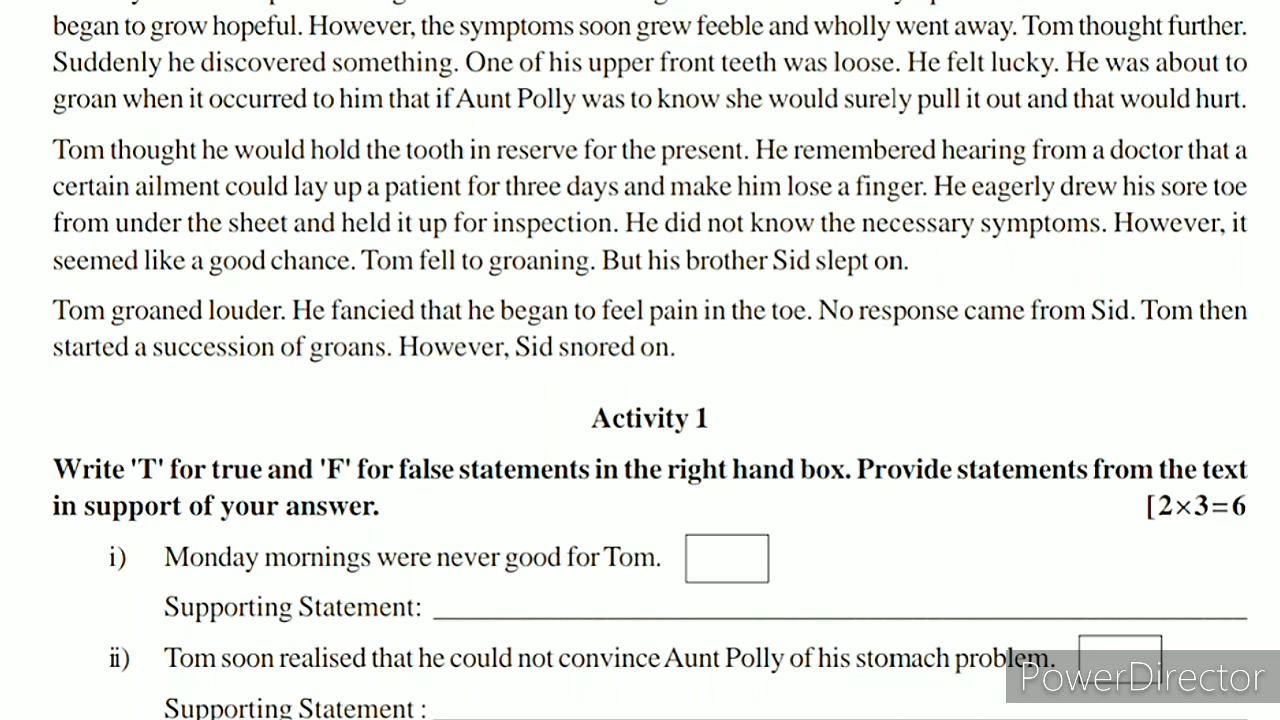 began to grow hopeful. However, the symptoms soon grew feeble and wholly went away. Tom thought further.
Suddenly he discovered something. One of his upper front teeth was loose. He felt lucky. He was about to
groan when it occurred to him that if Aunt Polly was to know she would surely pull it out and that would hurt.
Tom thought he would hold the tooth in reserve for the present. He remembered hearing from a doctor that a
certain ailment could lay up a patient for three days and make him lose a finger. He eagerly drew his sore toe
from under the sheet and held it up for inspection. He did not know the necessary symptoms. However, it
seemed like a good chance. Tom fell to groaning. But his brother Sid slept on.
Tom groaned louder. He fancied that he began to feel pain in the toe. No response came from Sid. Tom then
started a succession of groans. However, Sid snored on.
Activity 1
Write 'T' for true and 'F' for false statements in the right hand box. Provide statements from the text
in support of your answer. [2×3=6
i) Monday mornings were never good for Tom.
Supporting Statement:
ii) Tom soon realised that he could not convince Aunt Polly of his stomach problem.
Supporting Statement :
PowerDirector